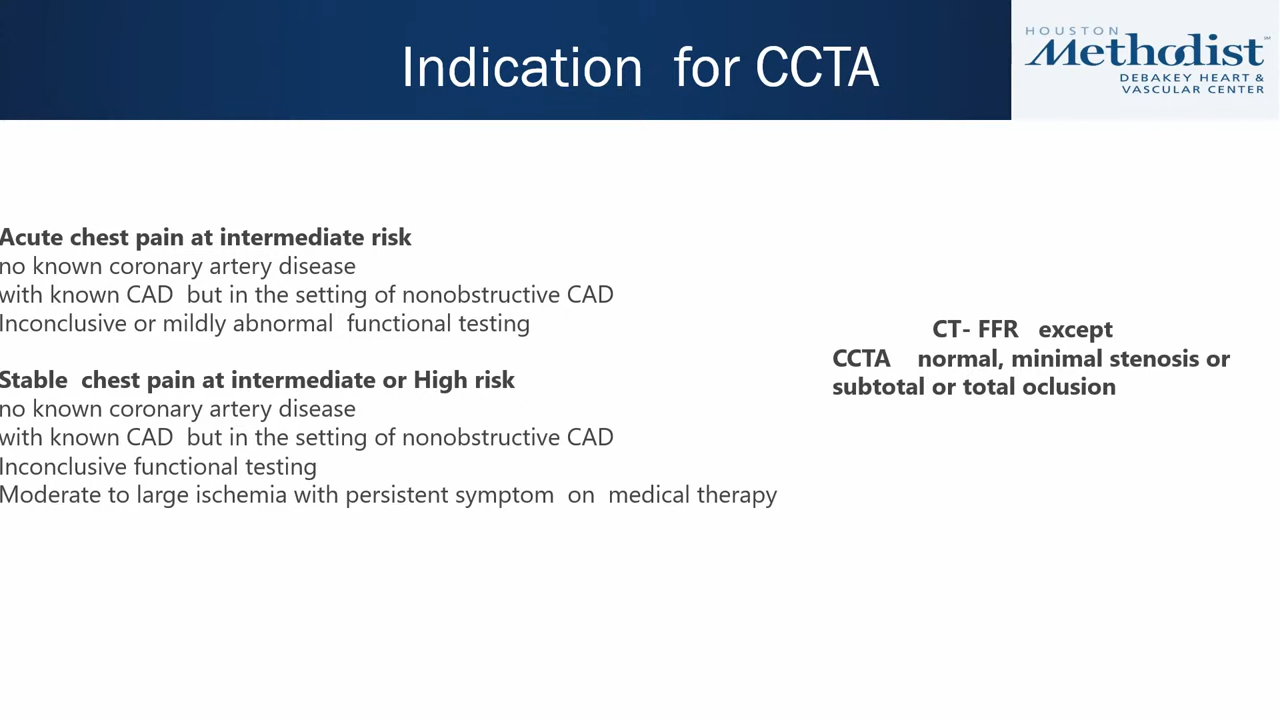 Indication for CCTA
HOUSTON
Methodist
DEBAKEY HEART &
VASCULAR CENTER
Acute chest pain at intermediate risk
no known coronary artery disease
with known CAD but in the setting of nonobstructive CAD
Inconclusive or mildly abnormal functional testing
Stable chest pain at intermediate or High risk
no known coronary artery disease
with known CAD but in the setting of nonobstructive CAD
Inconclusive functional testing
Moderate to large ischemia with persistent symptom on medical therapy
CT- FFR except
CCTA normal, minimal stenosis or
subtotal or total oclusion